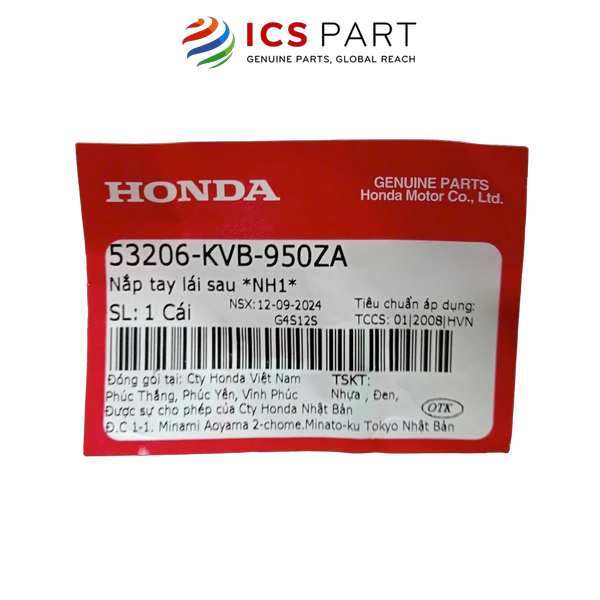 ICS PART
GENUINE PARTS, GLOBAL REACH
HONDA
GENUINE PARTS
Honda Motor Co., Ltd.
53206-KVB-950ZA
Nắp tay lái sau *NH1*
SL: 1 Cái
NSX: 12-09-2024
G4S12S
Tiêu chuẩn áp dụng:
TCCS: 01|2008|HVN
Đóng gói tại: Cty Honda Việt Nam
Phúc Thắng, Phúc Yên, Vĩnh Phúc
TSKT:
Nhựa , Đen,
Được sự cho phép của Cty Honda Nhật Bản
OTK
Đ.C 1-1. Minami Aoyama 2-chome.Minato-ku Tokyo Nhật Bản